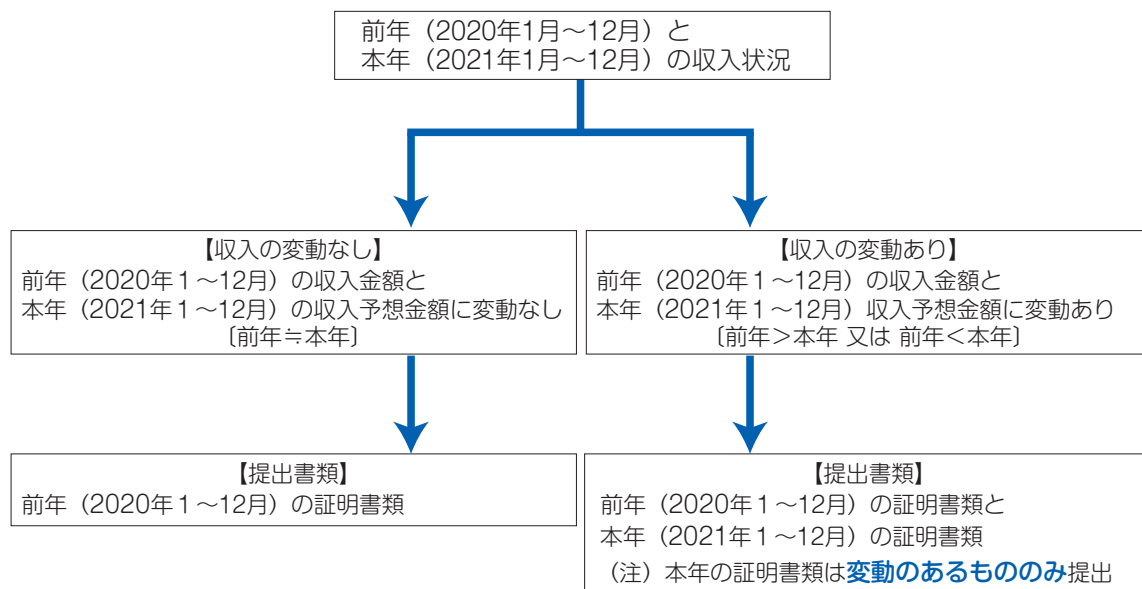 前年（2020年1月～12月）と
本年（2021年1月～12月）の収入状況
【収入の変動なし】
前年（2020年１～12月）の収入金額と
本年（2021年１～12月）の収入予想金額に変動なし
〔前年≒本年〕
【収入の変動あり】
前年（2020年１～12月）の収入金額と
本年（2021年１～12月）収入予想金額に変動あり
〔前年＞本年 又は 前年＜本年〕
【提出書類】
前年（2020年１～12月）の証明書類
【提出書類】
前年（2020年１～12月）の証明書類と
本年（2021年１～12月）の証明書類
（注）本年の証明書類は変動のあるもののみ提出